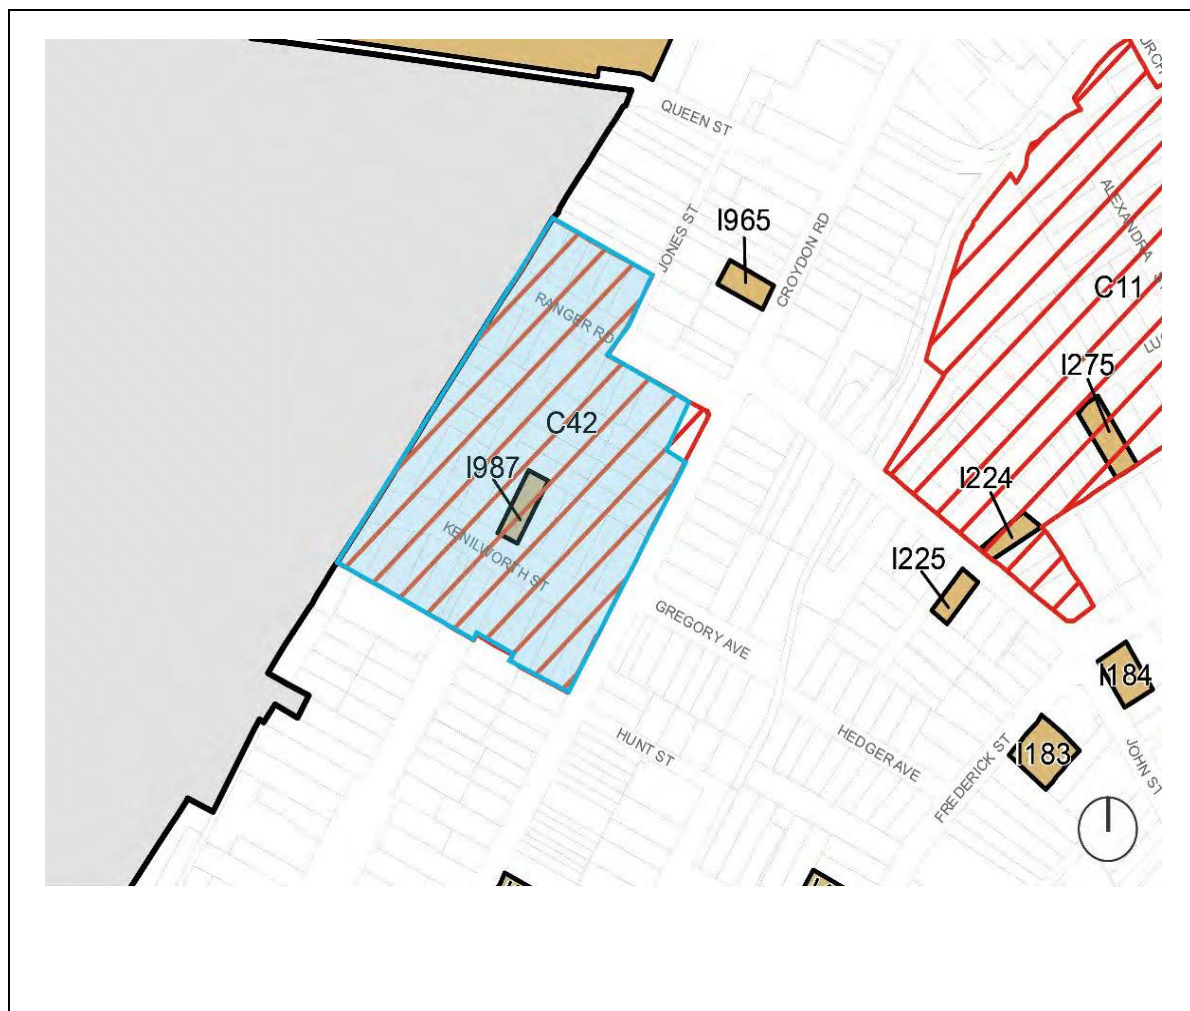 QUEEN ST
ALEXANDRA
I965
JONES ST
CROYDON RD
C11
RANGER RD
I275
C42
I987
I224
KENILWORTH ST
I225
GREGORY AVE
I184
HUNT ST
HEDGER AVE
FREDERICK ST
I183
JOHN ST